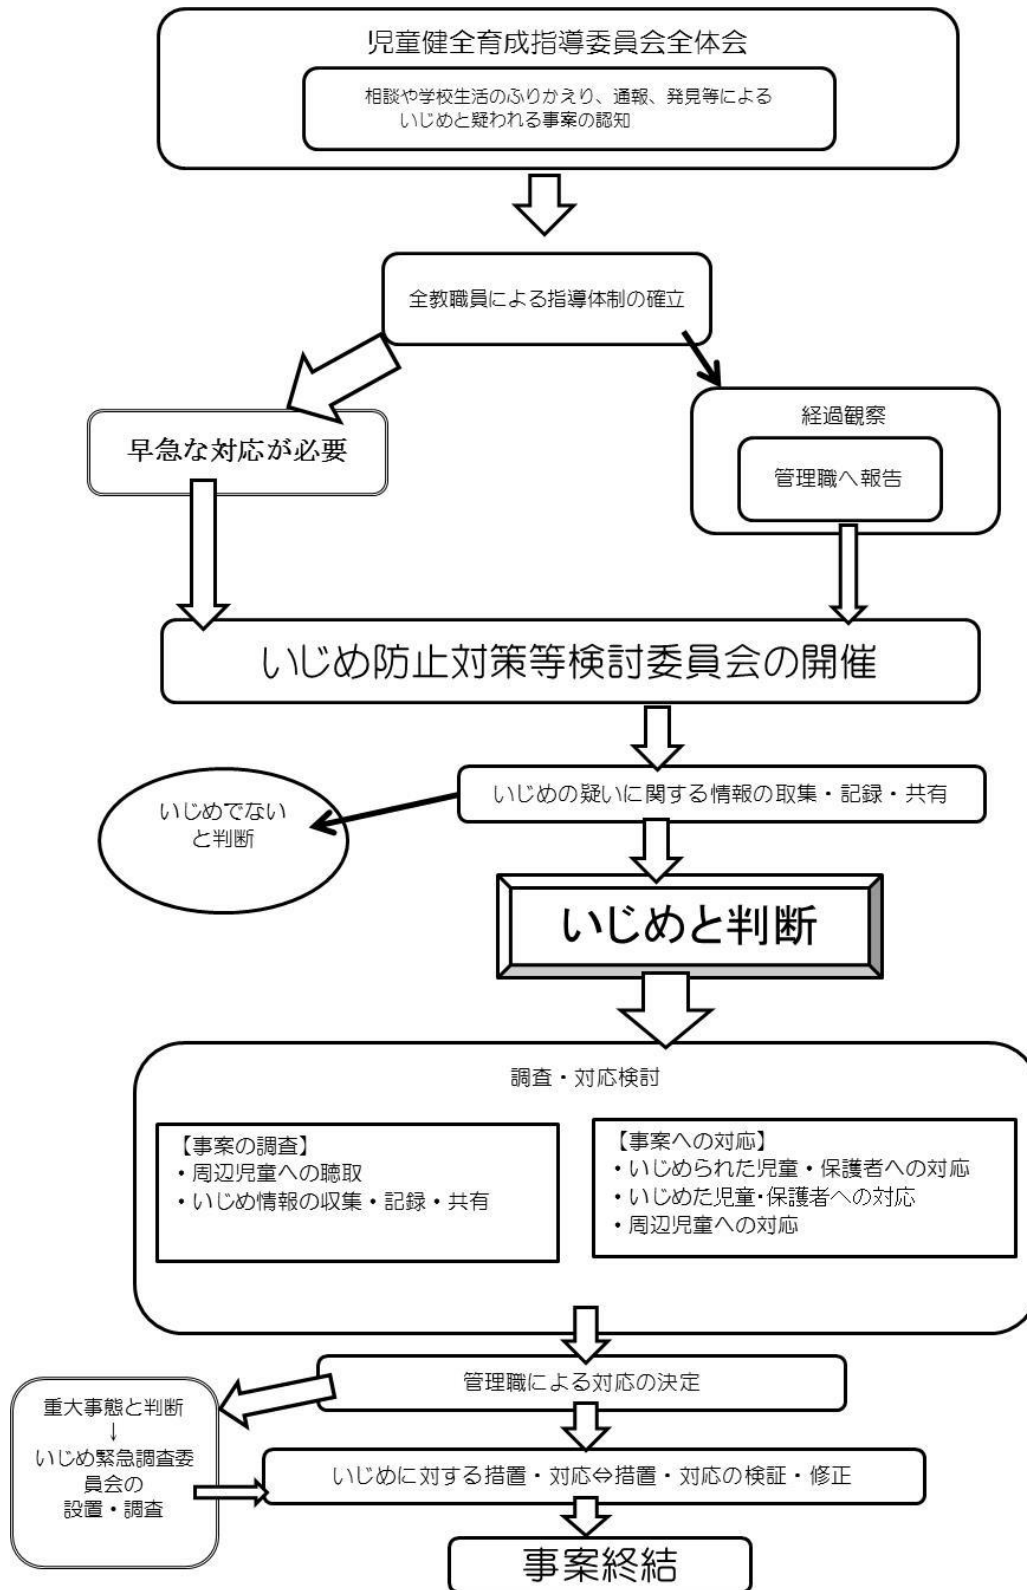 児童健全育成指導委員会全体会
相談や学校生活のふりかえり、通報、発見等による
いじめと疑われる事案の認知
全教職員による指導体制の確立
早急な対応が必要
経過観察
管理職へ報告
いじめ防止対策等検討委員会の開催
いじめの疑いに関する情報の取集・記録・共有
いじめでない
と判断
いじめと判断
調査・対応検討
【事案の調査】
・周辺児童への聴取
・いじめ情報の収集・記録・共有
【事案への対応】
・いじめられた児童・保護者への対応
・いじめた児童・保護者への対応
・周辺児童への対応
管理職による対応の決定
重大事態と判断
↓
いじめ緊急調査委
員会の
設置・調査
いじめに対する措置・対応⇔措置・対応の検証・修正
事案終結